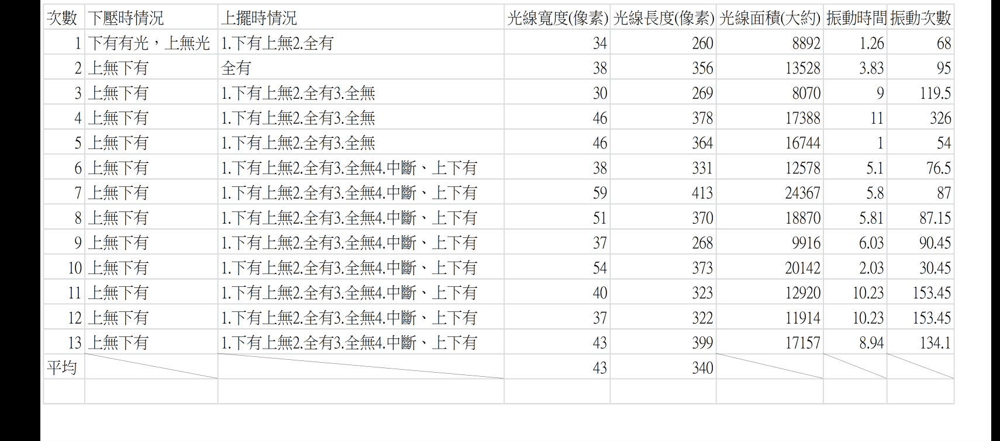 次數 下壓時情況 上擺時情況 光線寬度(像素) 光線長度(像素) 光線面積(大約) 振動時間 振動次數
1 下有有光，上無光 1.下有上無2.全有 34 260 8892 1.26 68
2 上無下有 全有 38 356 13528 3.83 95
3 上無下有 1.下有上無2.全有3.全無 30 269 8070 9 119.5
4 上無下有 1.下有上無2.全有3.全無 46 378 17388 11 326
5 上無下有 1.下有上無2.全有3.全無 46 364 16744 1 54
6 上無下有 1.下有上無2.全有3.全無4.中斷、上下有 38 331 12578 5.1 76.5
7 上無下有 1.下有上無2.全有3.全無4.中斷、上下有 59 413 24367 5.8 87
8 上無下有 1.下有上無2.全有3.全無4.中斷、上下有 51 370 18870 5.81 87.15
9 上無下有 1.下有上無2.全有3.全無4.中斷、上下有 37 268 9916 6.03 90.45
10 上無下有 1.下有上無2.全有3.全無4.中斷、上下有 54 373 20142 2.03 30.45
11 上無下有 1.下有上無2.全有3.全無4.中斷、上下有 40 323 12920 10.23 153.45
12 上無下有 1.下有上無2.全有3.全無4.中斷、上下有 37 322 11914 10.23 153.45
13 上無下有 1.下有上無2.全有3.全無4.中斷、上下有 43 399 17157 8.94 134.1
平均 43 340